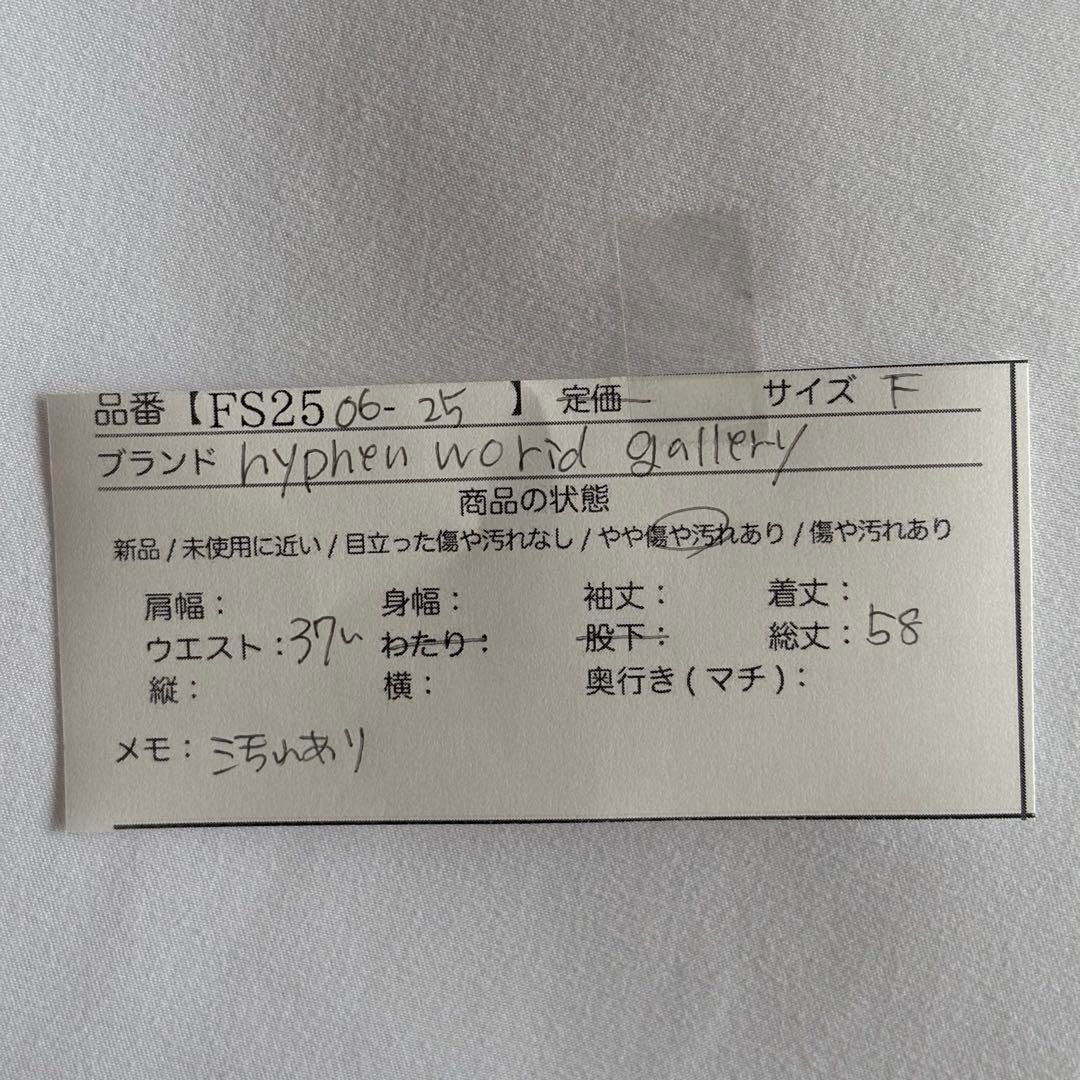 品番【FS25 06-25 】 定価 サイズ F
ブランド hyphen world gallery
商品の状態
新品 / 未使用に近い / 目立った傷や汚れなし / やや傷や汚れあり / 傷や汚れあり
肩幅： 身幅： 袖丈： 着丈：
ウエスト：37 わたり： 股下： 総丈：58
縦： 横： 奥行き(マチ)：
メモ：汚れあり